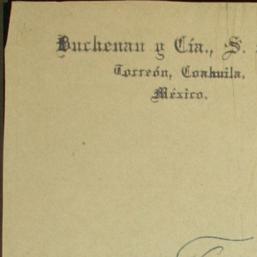 Buchenau y Cía., S.
Torreón, Coahuila,
México.